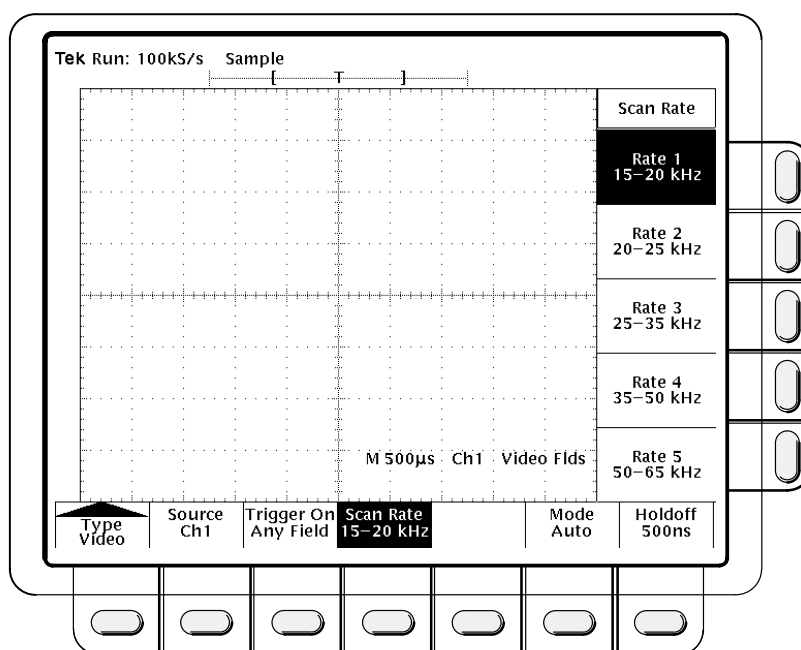 Tek Run: 100kS/s Sample
[ T ]
Scan Rate
Rate 1
15–20 kHz
Rate 2
20–25 kHz
Rate 3
25–35 kHz
Rate 4
35–50 kHz
Rate 5
50–65 kHz
M 500µs Ch1 Video Flds
Type
Video
Source
Ch1
Trigger On
Any Field
Scan Rate
15–20 kHz
Mode
Auto
Holdoff
500ns